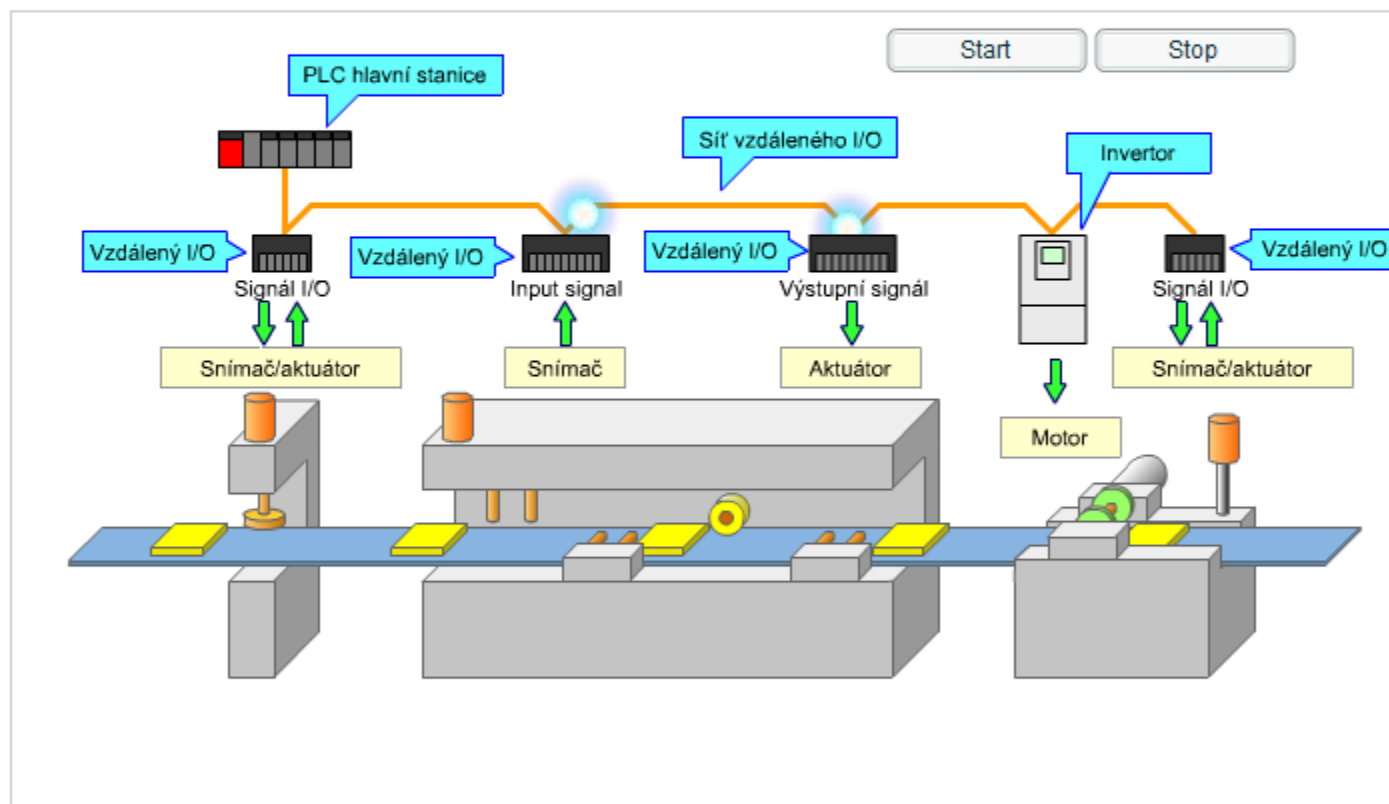 Start
Stop
PLC hlavní stanice
Síť vzdáleného I/O
Invertor
Vzdálený I/O
Vzdálený I/O
Vzdálený I/O
Vzdálený I/O
Signál I/O
Input signal
Výstupní signál
Signál I/O
Snímač/aktuátor
Snímač
Aktuátor
Snímač/aktuátor
Motor